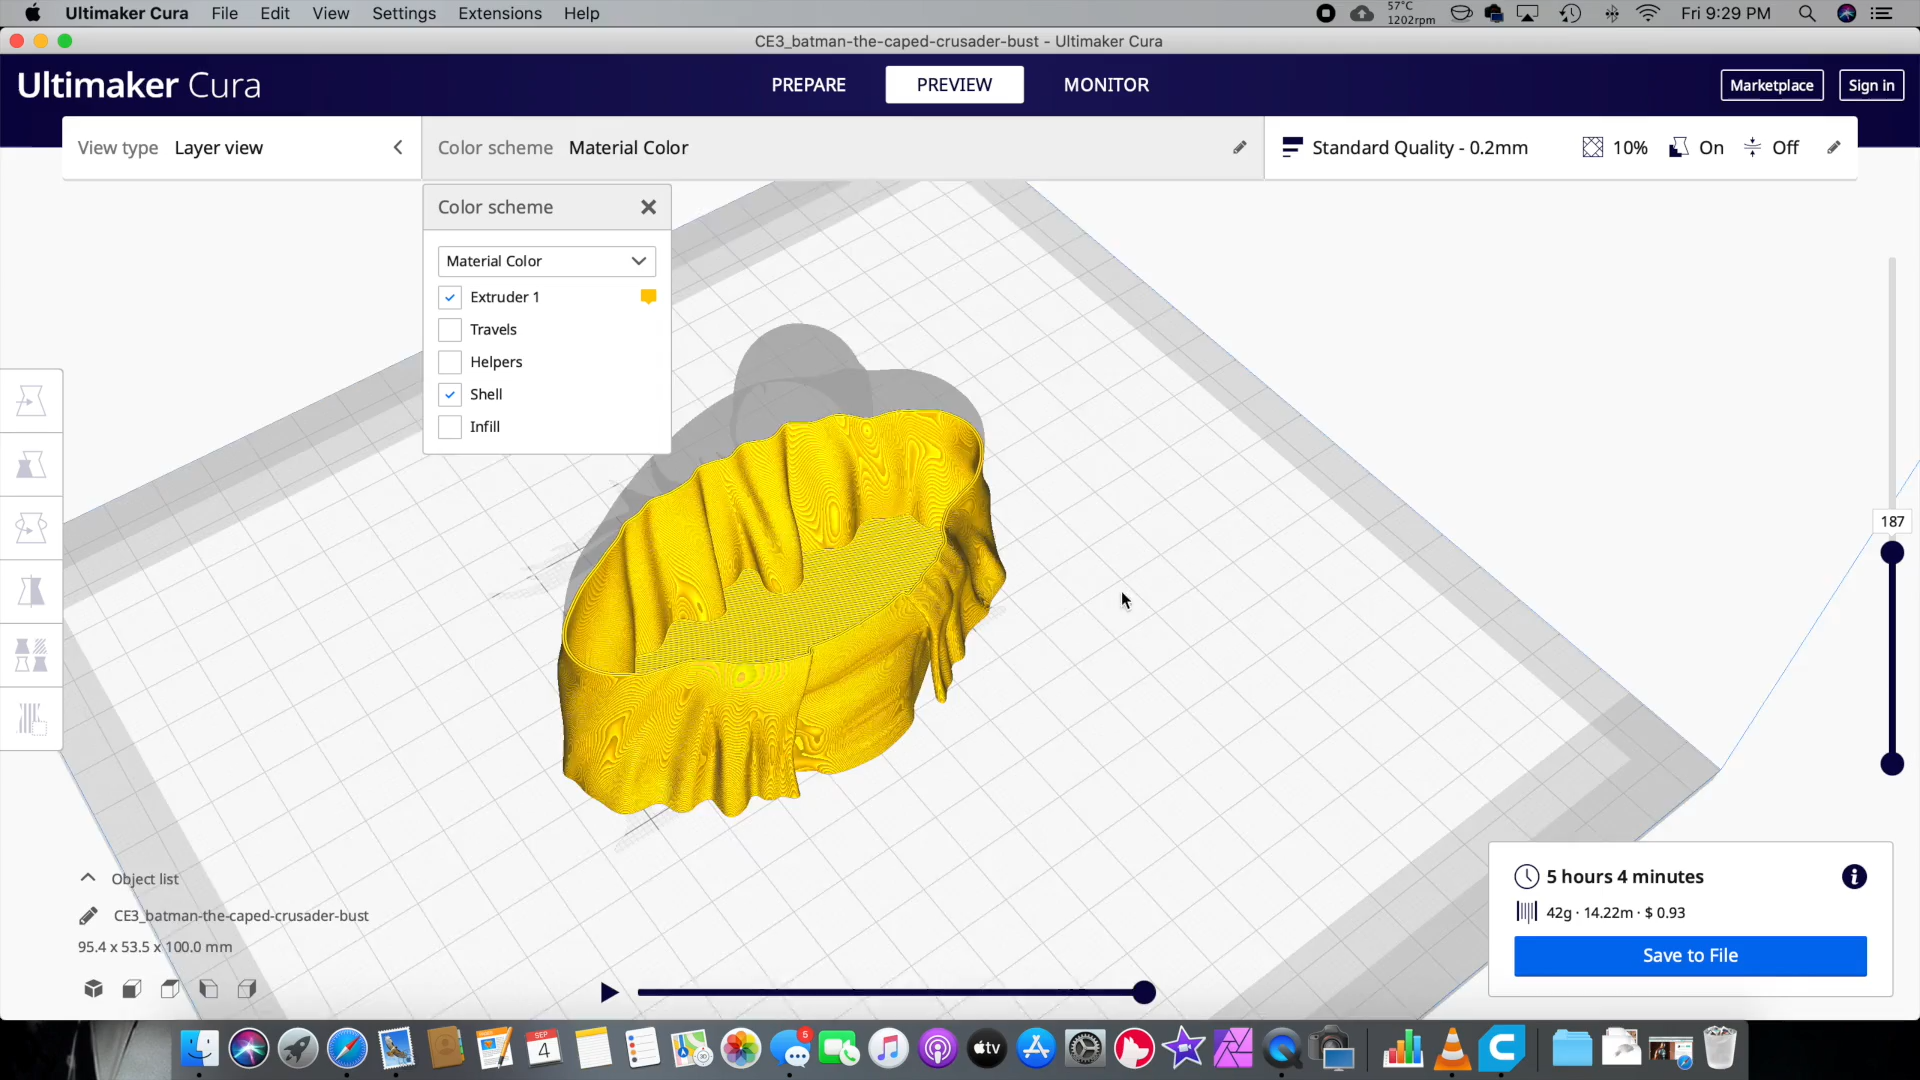 Ultimaker Cura File Edit View Settings Extensions Help
57°C
1202rpm
Fri 9:29 PM
CE3_batman-the-caped-crusader-bust - Ultimaker Cura
Ultimaker Cura
PREPARE PREVIEW MONITOR
Marketplace Sign in
View type Layer view
Color scheme Material Color
Standard Quality - 0.2mm 10% On Off
Color scheme
Material Color
Extruder 1
Travels
Helpers
Shell
Infill
187
Object list
CE3_batman-the-caped-crusader-bust
95.4 x 53.5 x 100.0 mm
5 hours 4 minutes
42g · 14.22m · $ 0.93
Save to File
SEP
4
5
tv